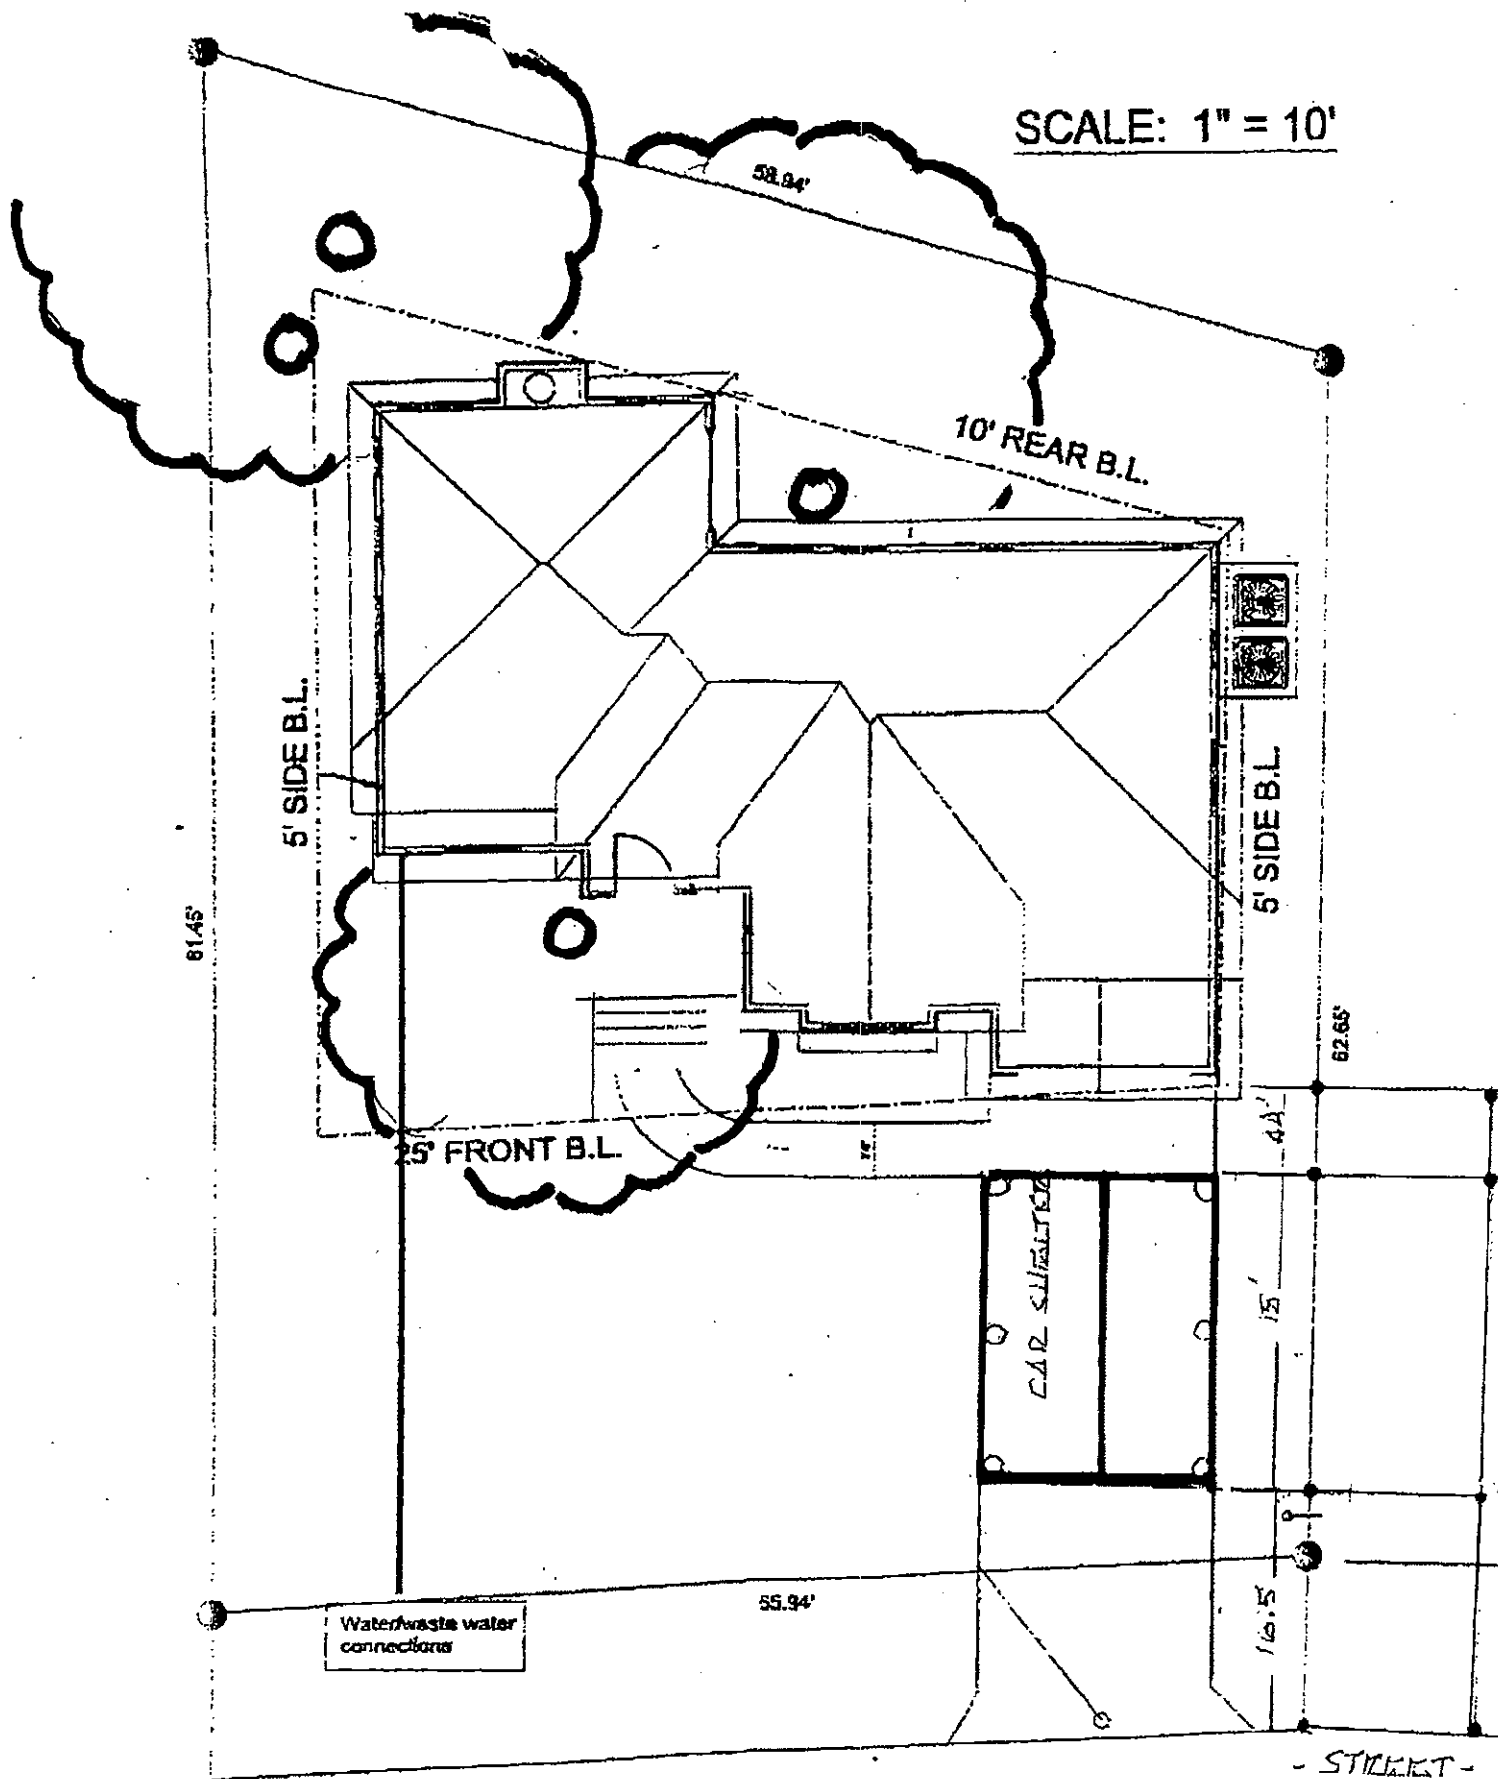 SCALE: 1" = 10'
58.94'
10' REAR B.L.
5' SIDE B.L.
5' SIDE B.L.
81.45'
62.65'
25' FRONT B.L.
44'
CAR SHELTER
15'
55.94'
16.5
Water/waste water
connections
- STREET -